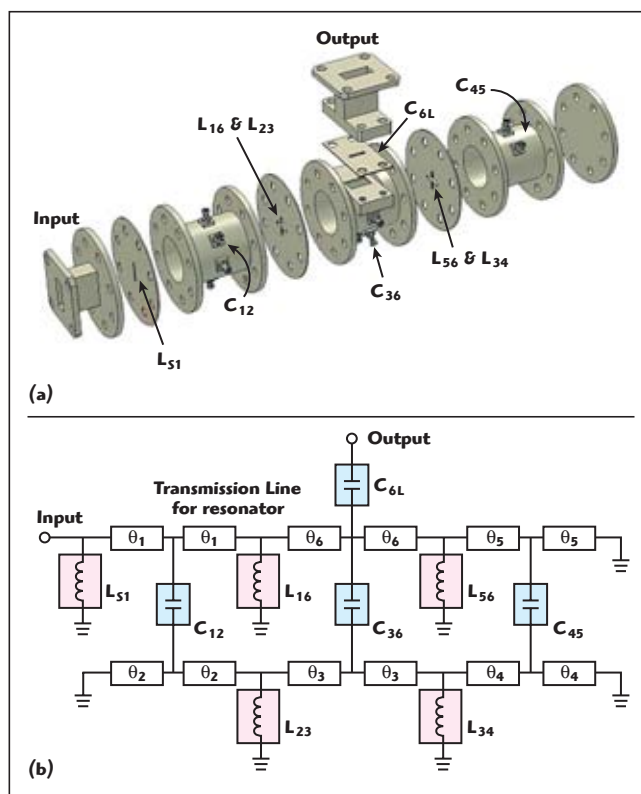 Output
C45
C6L
L16 & L23
Input
L56 & L34
C36
C12
LS1
(a)
Output
C6L
Transmission Line
for resonator
Input
θ1 θ1 θ6 θ6 θ5 θ5
LS1 L16 L56
C12 C36 C45
θ2 θ2 θ3 θ3 θ4 θ4
L23 L34
(b)